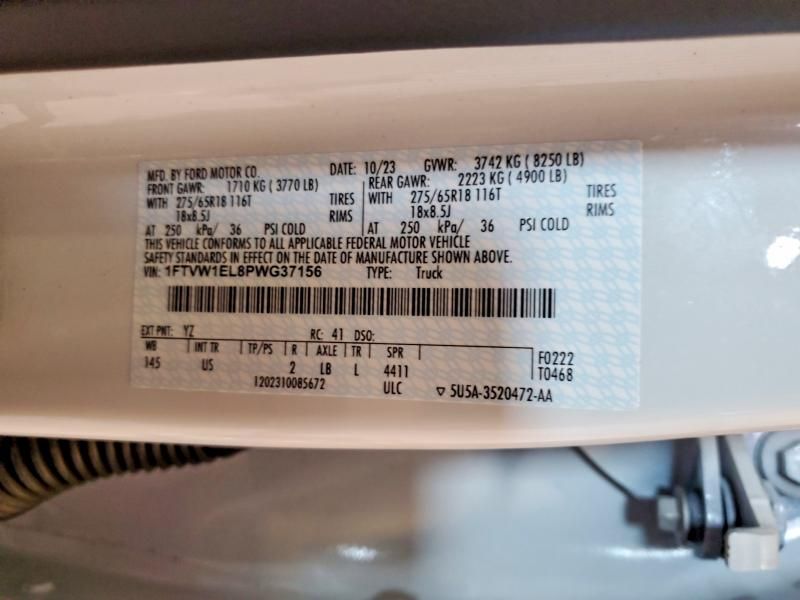 MFD. BY FORD MOTOR CO. DATE: 10/23 GVWR: 3742 KG ( 8250 LB)
FRONT GAWR: 1710 KG ( 3770 LB) REAR GAWR: 2223 KG ( 4900 LB)
WITH 275/65R18 116T TIRES WITH 275/65R18 116T TIRES
18x8.5J RIMS 18x8.5J RIMS
AT 250 kPa/ 36 PSI COLD AT 250 kPa/ 36 PSI COLD
THIS VEHICLE CONFORMS TO ALL APPLICABLE FEDERAL MOTOR VEHICLE
SAFETY STANDARDS IN EFFECT ON THE DATE OF MANUFACTURE SHOWN ABOVE.
VIN: 1FTVW1EL8PWG37156 TYPE: Truck
EXT PNT: YZ RC: 41 DSO:
WB INT TR TP/PS R AXLE TR SPR F0222
145 US 2 LB L 4411 T0468
1202310085672 ULC ▽ 5U5A-3520472-AA